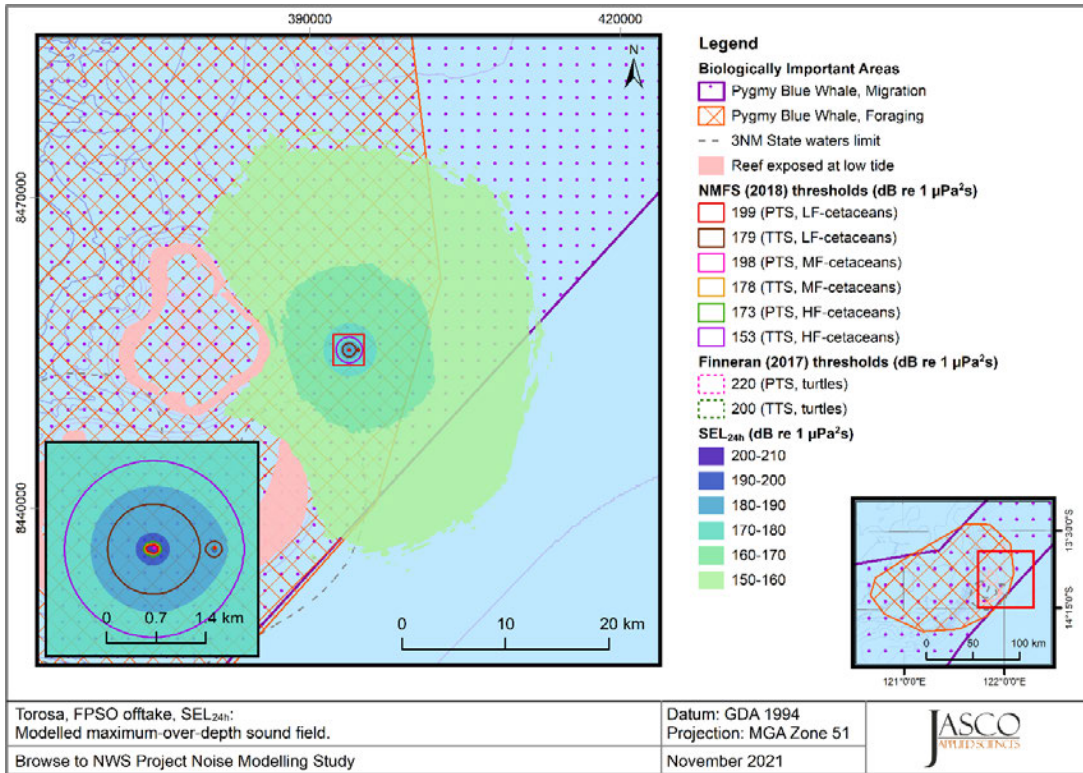 390000
420000
8470000
8440000
N
0 0.7 1.4 km
0 10 20 km
Legend
Biologically Important Areas
Pygmy Blue Whale, Migration
Pygmy Blue Whale, Foraging
3NM State waters limit
Reef exposed at low tide
NMFS (2018) thresholds (dB re 1 µPa²s)
199 (PTS, LF-cetaceans)
179 (TTS, LF-cetaceans)
198 (PTS, MF-cetaceans)
178 (TTS, MF-cetaceans)
173 (PTS, HF-cetaceans)
153 (TTS, HF-cetaceans)
Finneran (2017) thresholds (dB re 1 µPa²s)
220 (PTS, turtles)
200 (TTS, turtles)
SEL24h (dB re 1 µPa²s)
200-210
190-200
180-190
170-180
160-170
150-160
13°30'S
14°15'S
0 50 100 km
121°0'0"E
122°0'0"E
Torosa, FPSO offtake, SEL24h:
Modelled maximum-over-depth sound field.
Browse to NWS Project Noise Modelling Study
Datum: GDA 1994
Projection: MGA Zone 51
November 2021
JASCO
APPLIED SCIENCES